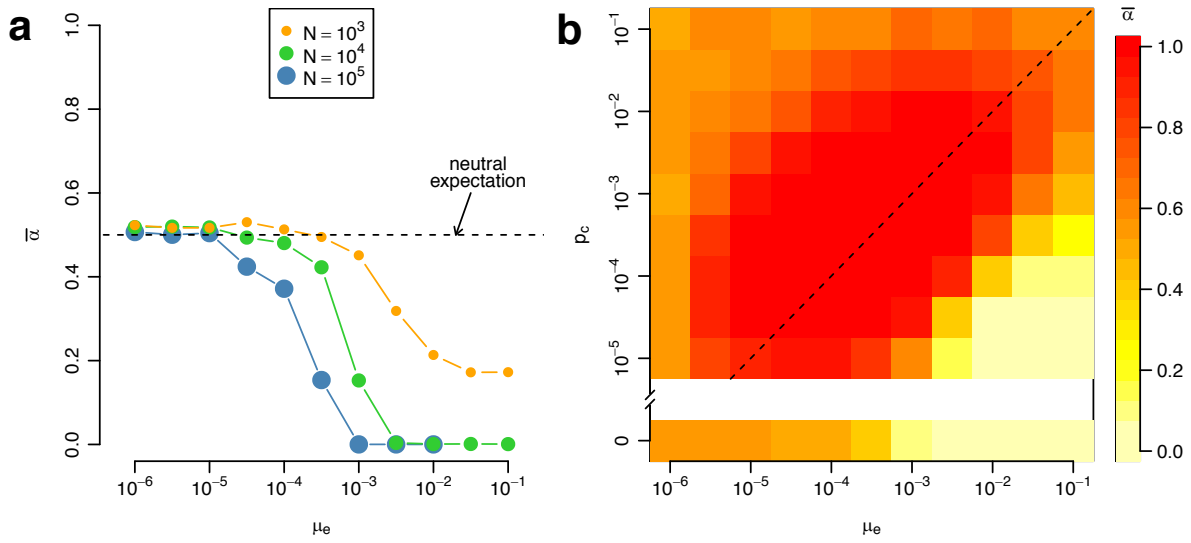 a
N = 10³
N = 10⁴
N = 10⁵
neutral
expectation
1.0
0.8
0.6
0.4
0.2
0.0
α̅
10⁻⁶
10⁻⁵
10⁻⁴
10⁻³
10⁻²
10⁻¹
μₑ
b
10⁻¹
10⁻²
10⁻³
10⁻⁴
10⁻⁵
0
p_c
10⁻⁶
10⁻⁵
10⁻⁴
10⁻³
10⁻²
10⁻¹
μₑ
α̅
1.0
0.8
0.6
0.4
0.2
0.0